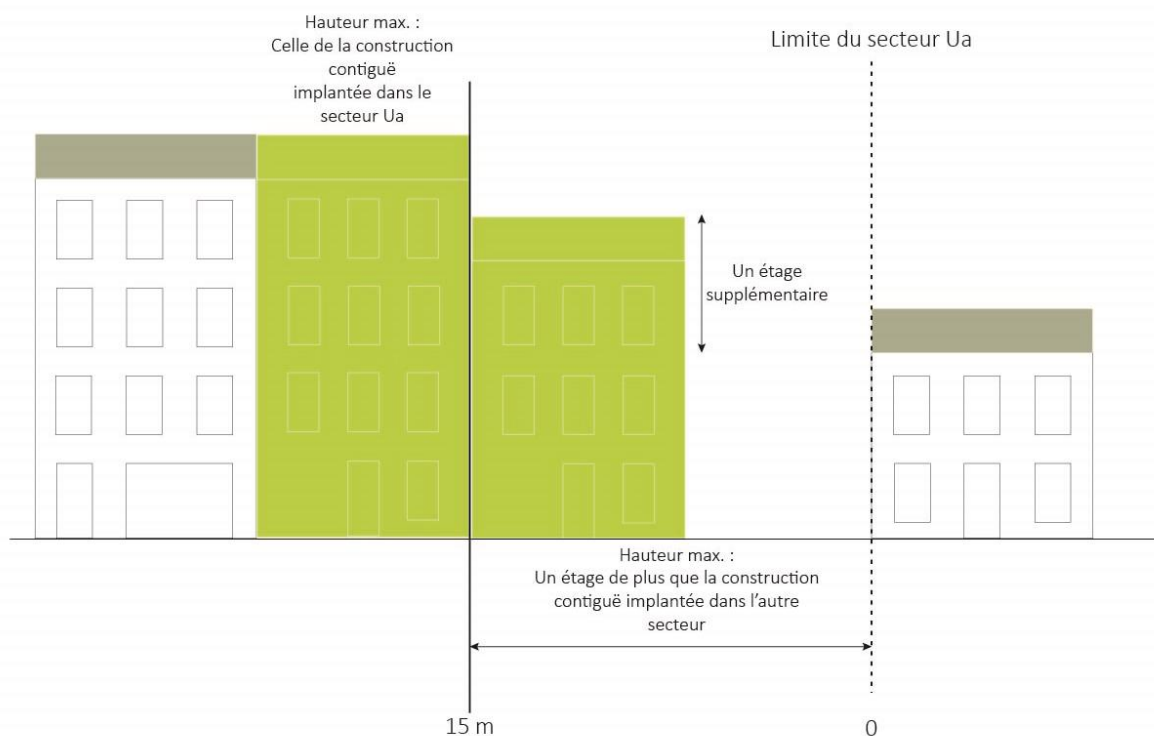 Hauteur max. :
Celle de la construction
contiguë
implantée dans le
secteur Ua
Limite du secteur Ua
Un étage
supplémentaire
Hauteur max. :
Un étage de plus que la construction
contiguë implantée dans l'autre
secteur
15 m
0